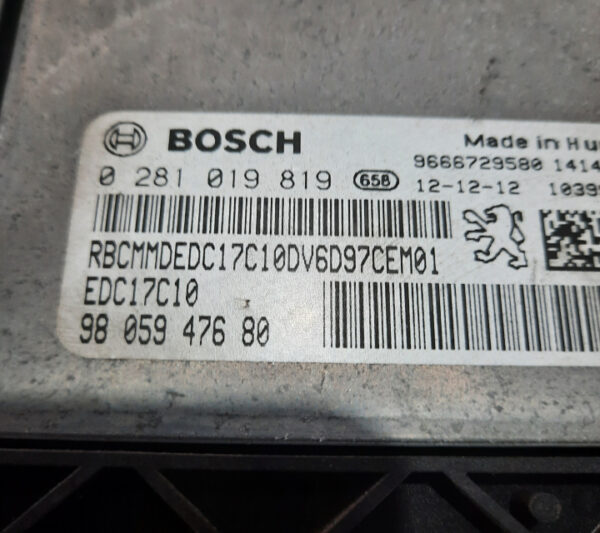 BOSCH
Made in Hu
9666729580 1414
0 281 019 819 658 12-12-12 1039
RBCMMDEDC17C10DV6D97CEM01
EDC17C10
98 059 476 80